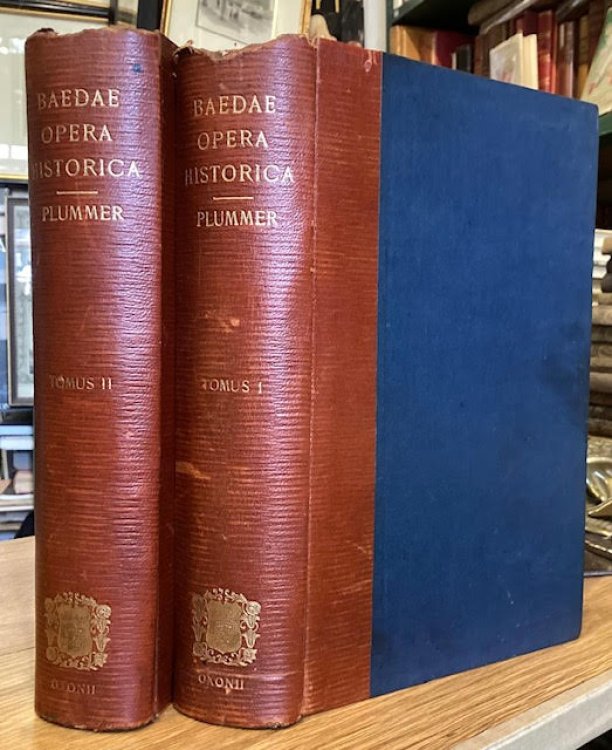 BAEDAE
OPERA
HISTORICA
PLUMMER
TOMUS II
OXONII
BAEDAE
OPERA
HISTORICA
PLUMMER
TOMUS I
OXONII